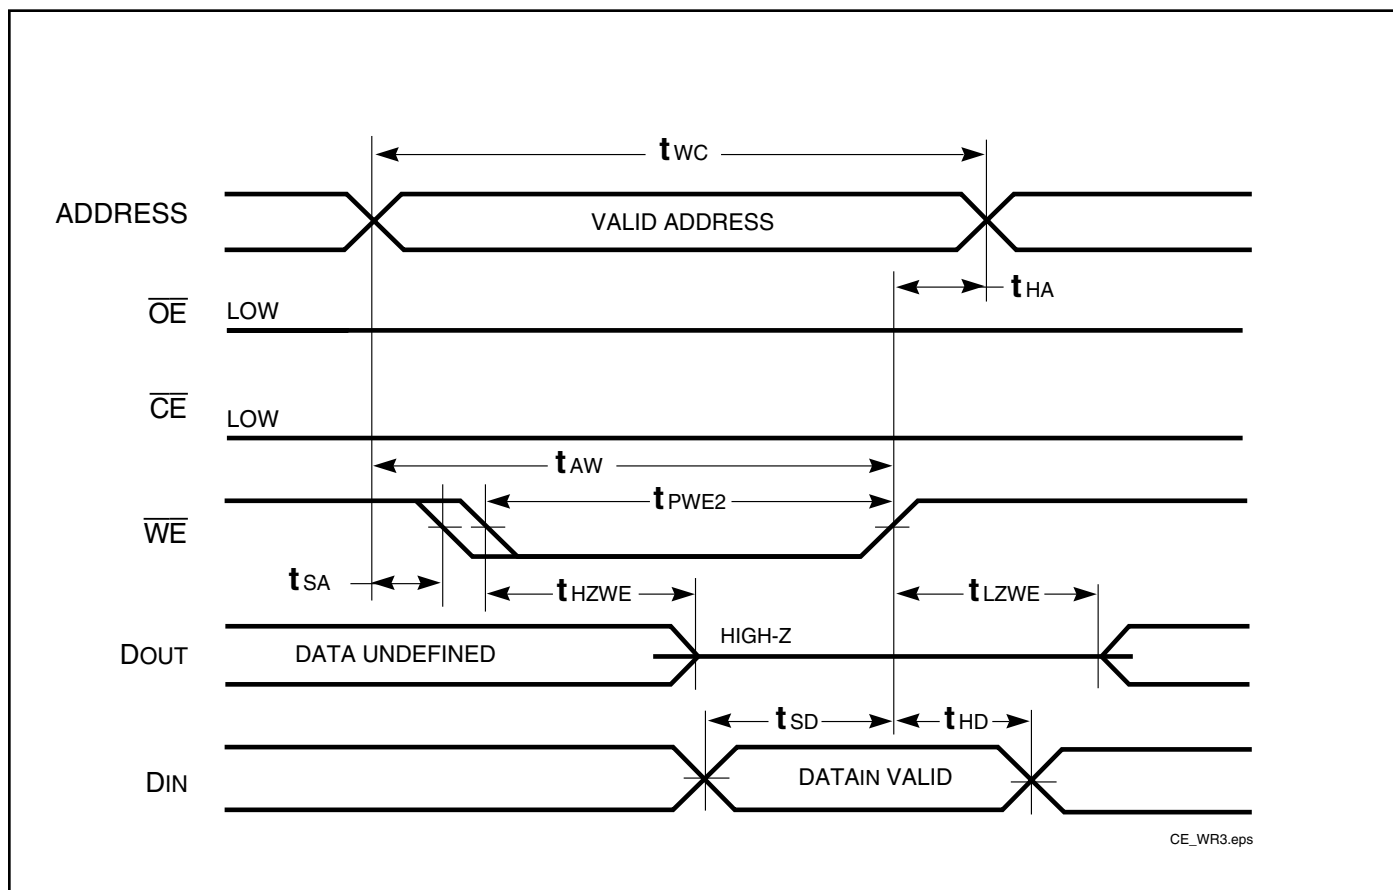 tWC
ADDRESS
VALID ADDRESS
tHA
OE
LOW
CE
LOW
tAW
tPWE2
WE
tSA
tHZWE
tLZWE
HIGH-Z
DOUT
DATA UNDEFINED
tSD
tHD
DIN
DATAIN VALID
CE_WR3.eps